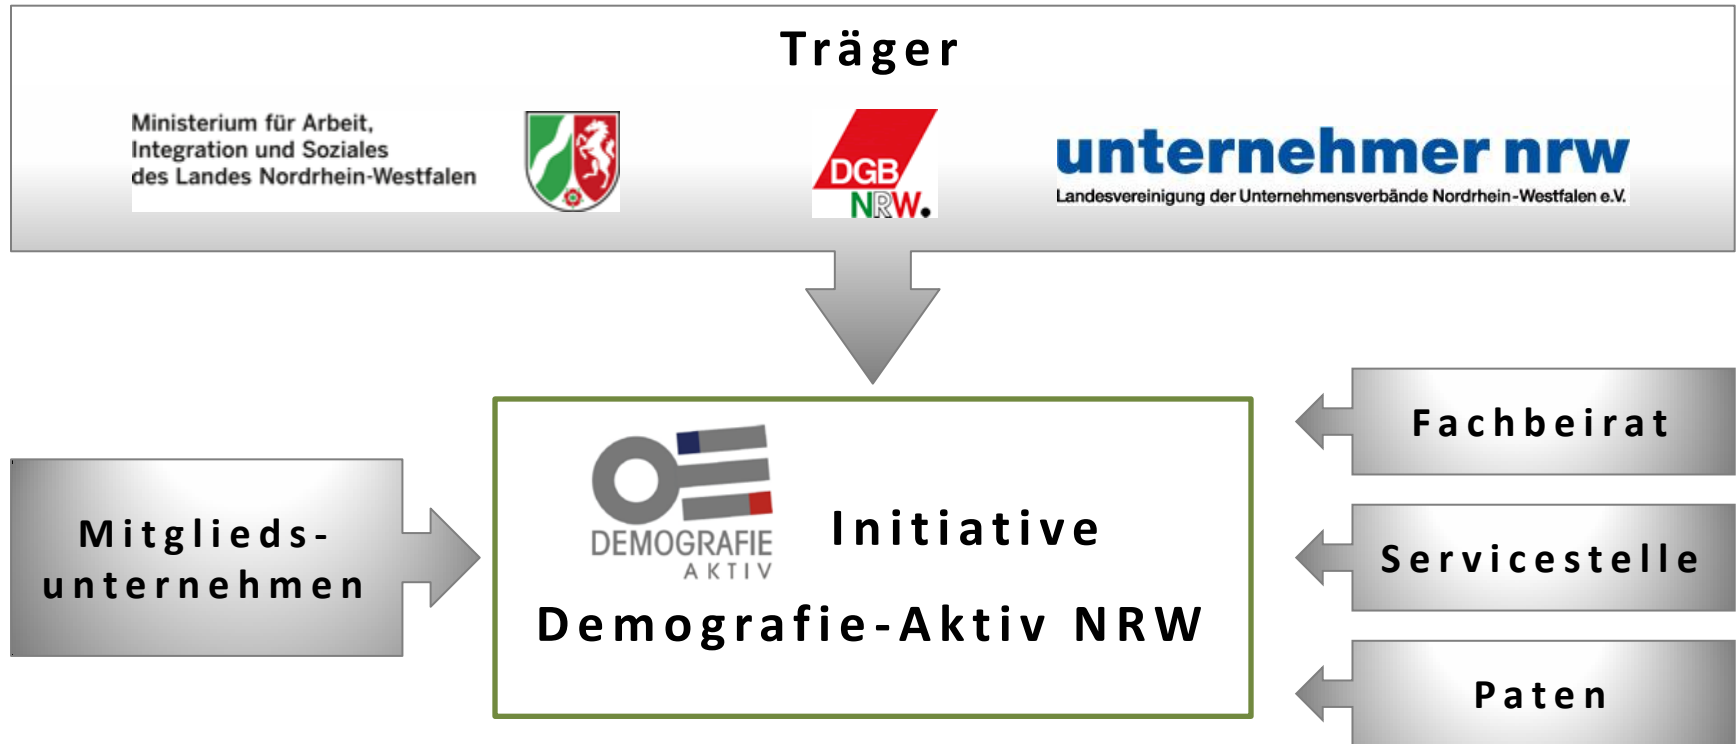 Träger
Ministerium für Arbeit,
Integration und Soziales
des Landes Nordrhein-Westfalen
DGB
NRW.
unternehmer nrw
Landesvereinigung der Unternehmensverbände Nordrhein-Westfalen e.V.
Mitglieds-
unternehmen
DEMOGRAFIE
AKTIV
Initiative
Demografie-Aktiv NRW
Fachbeirat
Servicestelle
Paten